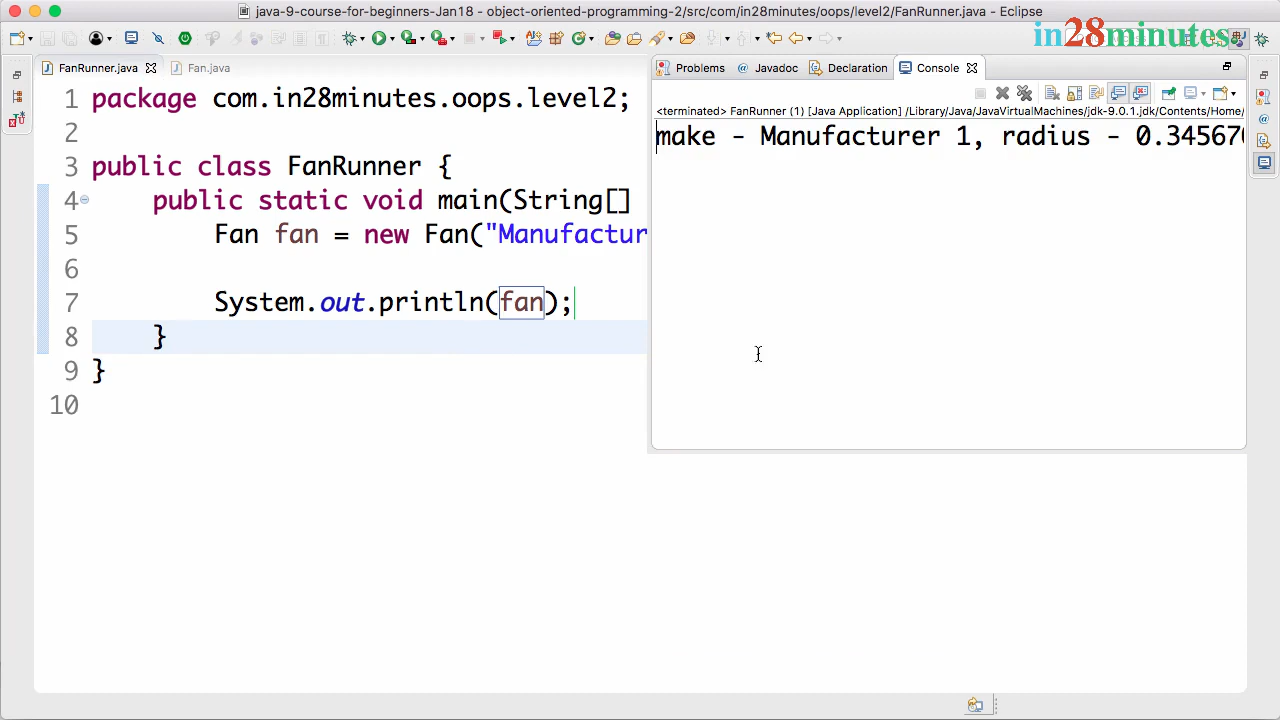 java-9-course-for-beginners-Jan18 - object-oriented-programming-2/src/com/in28minutes/oops/level2/FanRunner.java - Eclipse
in28minutes
FanRunner.java
Fan.java
Problems
Javadoc
Declaration
Console
<terminated> FanRunner (1) [Java Application] /Library/Java/JavaVirtualMachines/jdk-9.0.1.jdk/Contents/Home/
make - Manufacturer 1, radius - 0.34567
1 package com.in28minutes.oops.level2;
2
3 public class FanRunner {
4 public static void main(String[]
5 Fan fan = new Fan("Manufactur
6
7 System.out.println(fan);
8 }
9 }
10